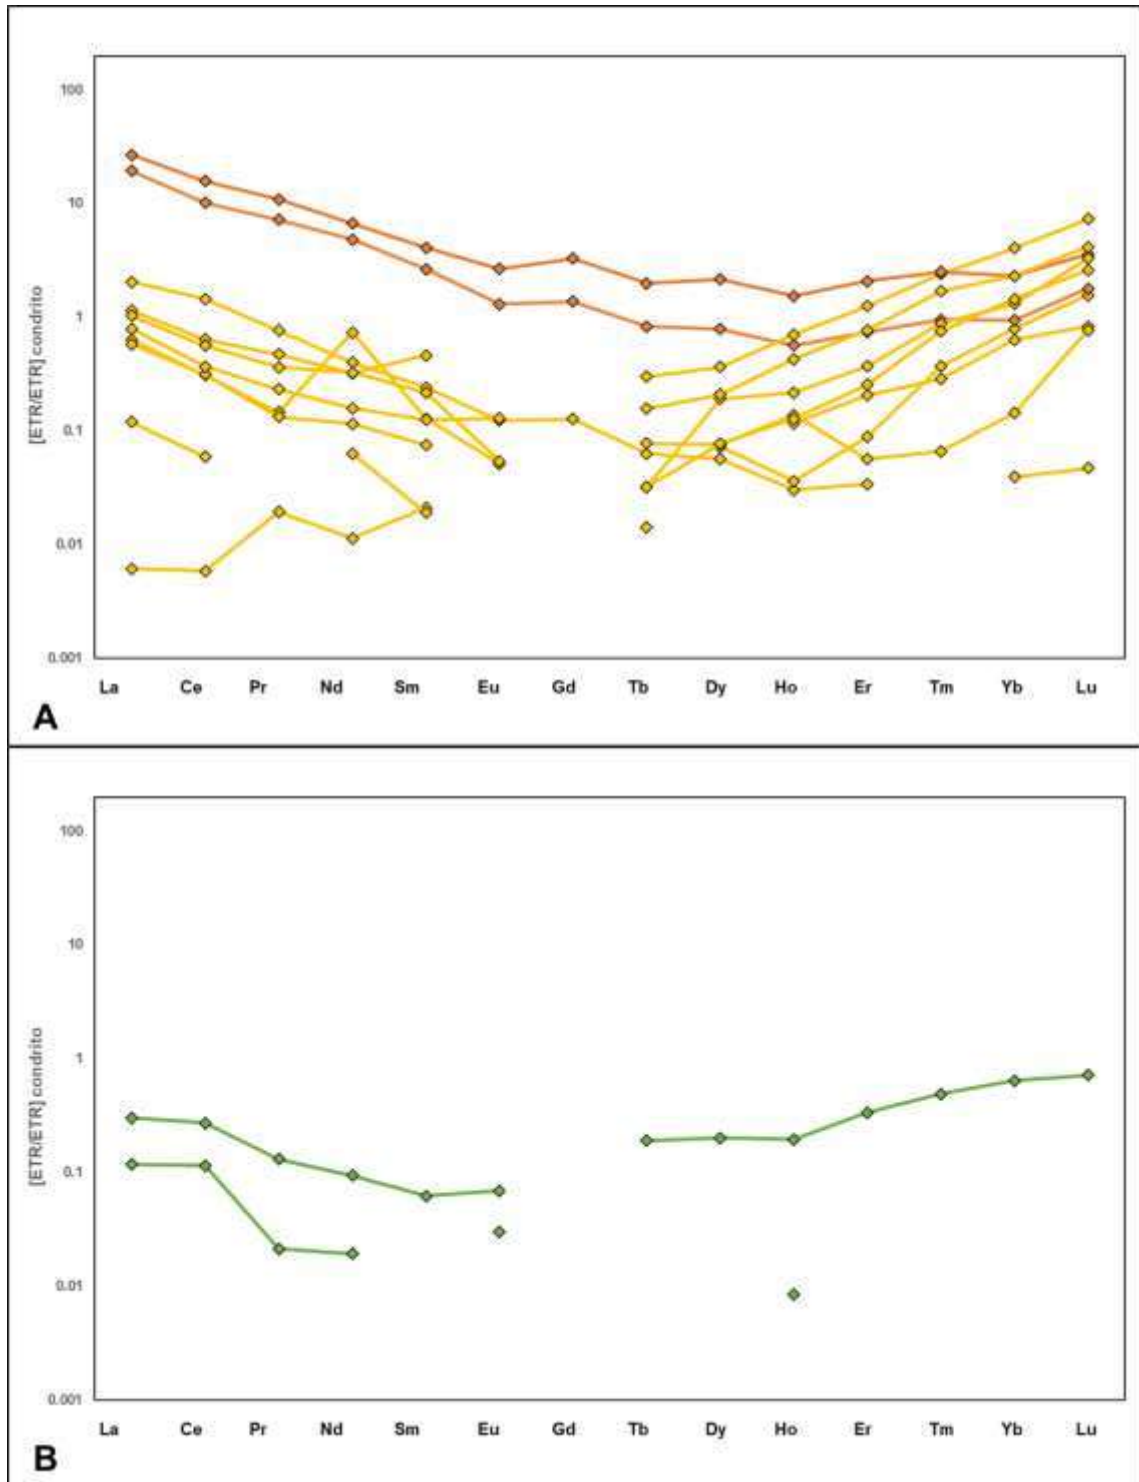 100
10
1
0.1
0.01
0.001
[ETR/ETR] condrito
La Ce Pr Nd Sm Eu Gd Tb Dy Ho Er Tm Yb Lu
A
100
10
1
0.1
0.01
0.001
[ETR/ETR] condrito
La Ce Pr Nd Sm Eu Gd Tb Dy Ho Er Tm Yb Lu
B